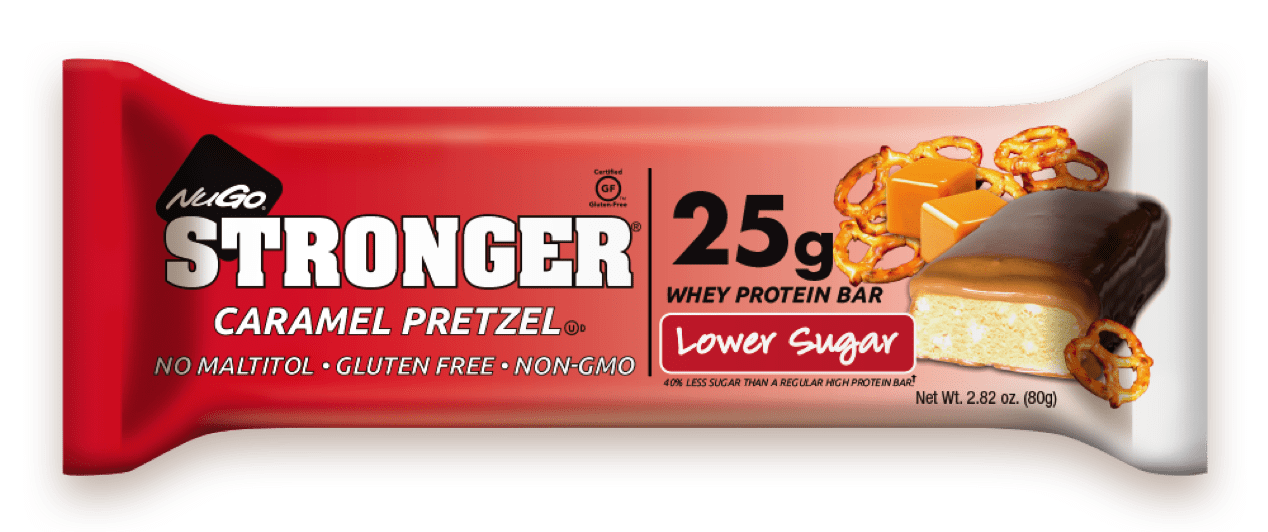 NuGo®
STRONGER®
CARAMEL PRETZEL Ⓤ D
NO MALTITOL • GLUTEN FREE • NON-GMO
Certified
GF ™
Gluten-Free
25g
WHEY PROTEIN BAR
Lower Sugar
40% LESS SUGAR THAN A REGULAR HIGH PROTEIN BAR.†
Net Wt. 2.82 oz. (80g)